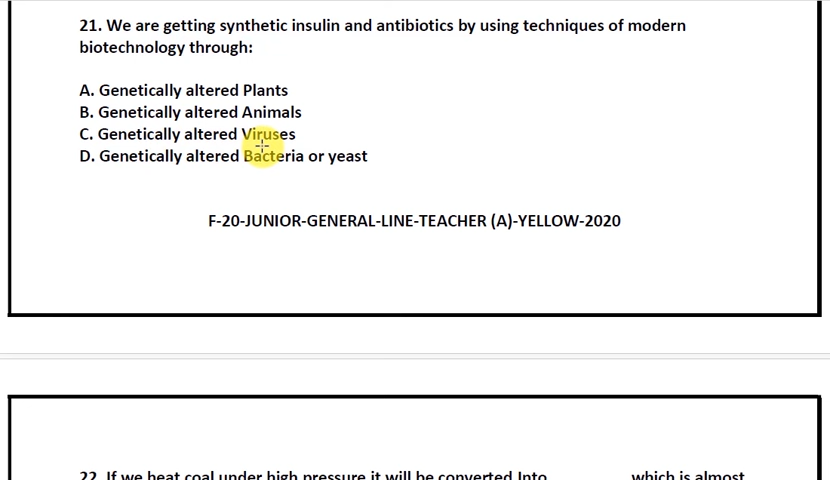 21. We are getting synthetic insulin and antibiotics by using techniques of modern
biotechnology through:
A. Genetically altered Plants
B. Genetically altered Animals
C. Genetically altered Viruses
D. Genetically altered Bacteria or yeast
F-20-JUNIOR-GENERAL-LINE-TEACHER (A)-YELLOW-2020
22. If we heat coal under high pressure it will be converted Into ________ which is almost